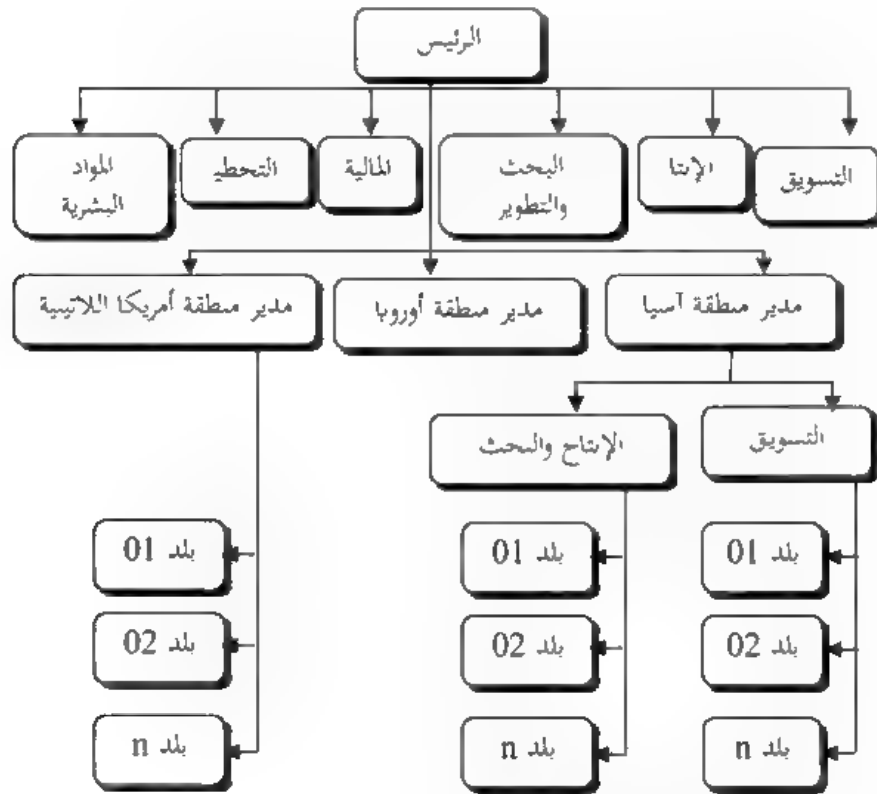 الرئيس
التسويق
الإنتا
البحث
والتطوير
المالية
التخطيـ
المواد
البشرية
مدير منطقة آسيا
مدير منطقة أوروبا
مدير منطقة أمريكا اللاتينية
التسويق
الإنتاج والبحث
بلد 01
بلد 01
بلد 01
بلد 02
بلد 02
بلد 02
بلد n
بلد n
بلد n